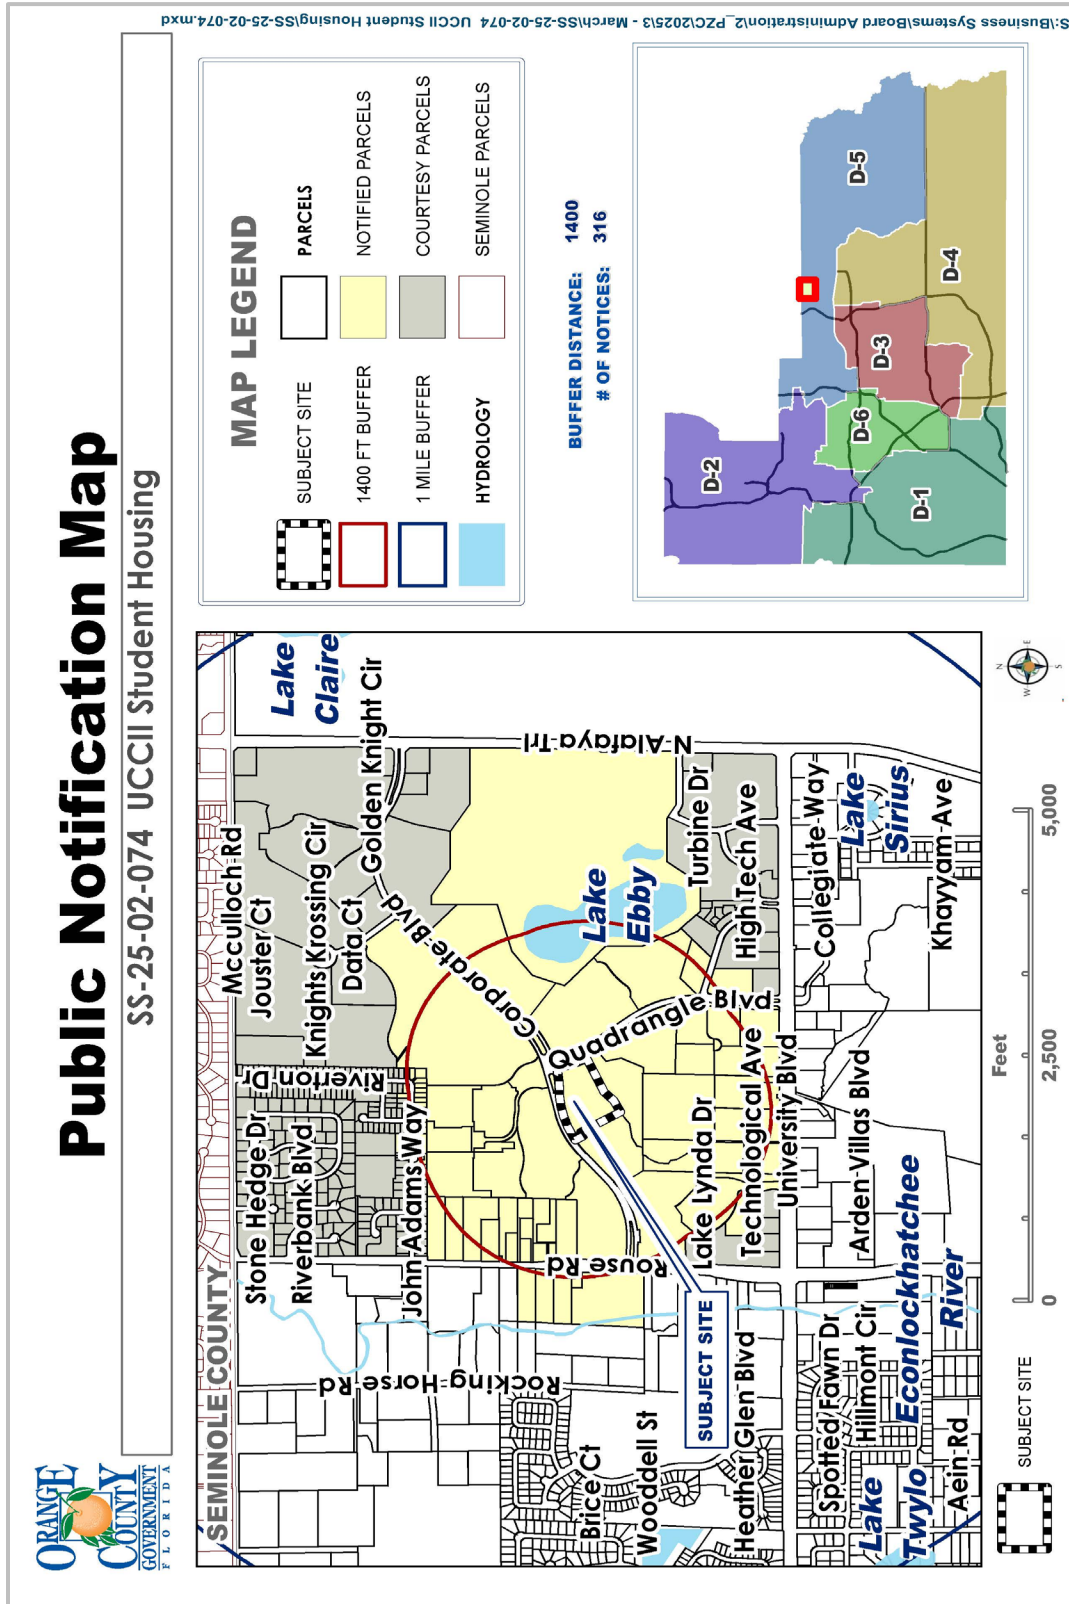 ORANGE
COUNTY
GOVERNMENT
FLORIDA
Public Notification Map
SS-25-02-074 UCCII Student Housing
SEMINOLE COUNTY
Mcculloch Rd
Jouster Ct
Knights Krossing Cir
Data Ct
Golden Knight Cir
Lake
Claire
Stone Hedge Dr
Riverbank Blvd
Riverton Dr
John Adams Way
Rocking Horse Rd
Rouse Rd
Corporate Blvd
Quadrangle Blvd
N Alafaya Trl
Lake
Ebby
Turbine Dr
High Tech Ave
Brice Ct
Wooddell St
Heather Glen Blvd
SUBJECT SITE
Lake Lynda Dr
Technological Ave
University Blvd
Collegiate Way
Lake
Sirius
Khayyam Ave
Arden Villas Blvd
Spotted Fawn Dr
Hillmont Cir
Econlockhatchee
River
Lake
Twylo
Aein Rd
MAP LEGEND
SUBJECT SITE
PARCELS
1400 FT BUFFER
NOTIFIED PARCELS
1 MILE BUFFER
COURTESY PARCELS
HYDROLOGY
SEMINOLE PARCELS
BUFFER DISTANCE: 1400
# OF NOTICES: 316
D-2
D-5
D-3
D-6
D-4
D-1
SUBJECT SITE
Feet
0 2,500 5,000
N
W E
S
S:\Business Systems\Board Administration\2_PZC\2025\3 - March\SS-25-02-074 UCCII Student Housing\SS-25-02-074.mxd